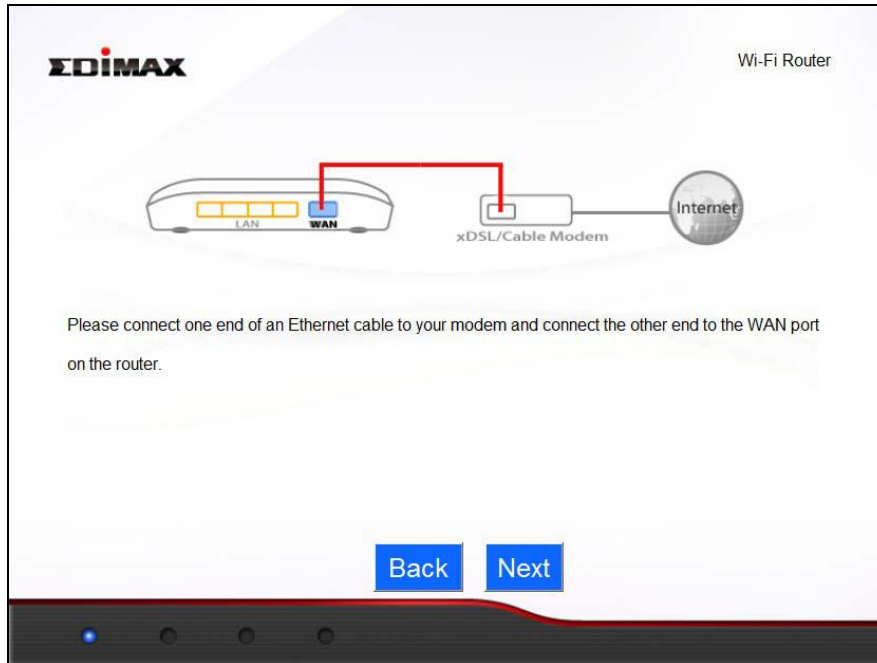 EDIMAX
Wi-Fi Router
LAN
WAN
xDSL/Cable Modem
Internet
Please connect one end of an Ethernet cable to your modem and connect the other end to the WAN port
on the router.
Back
Next